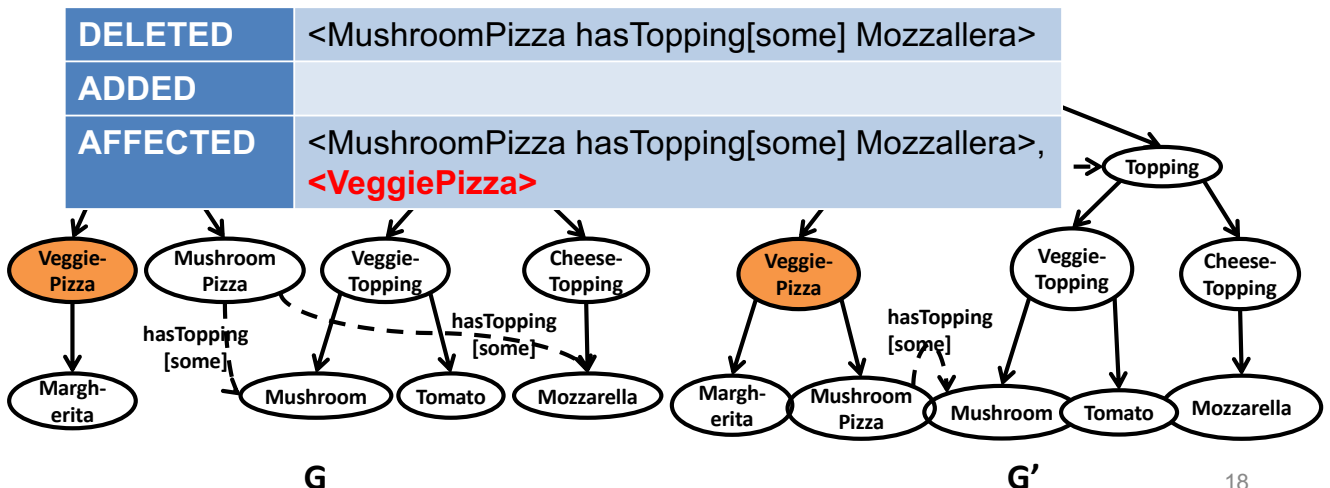 DELETED <MushroomPizza hasTopping[some] Mozzallera>
ADDED
AFFECTED <MushroomPizza hasTopping[some] Mozzallera>,
<VeggiePizza>
Topping
Veggie-
Pizza
Mushroom
Pizza
Veggie-
Topping
Cheese-
Topping
Veggie-
Pizza
Veggie-
Topping
Cheese-
Topping
hasTopping
[some]
hasTopping
[some]
hasTopping
[some]
Margh-
erita
Mushroom
Tomato
Mozzarella
Margh-
erita
Mushroom
Pizza
Mushroom
Tomato
Mozzarella
G
G’
18